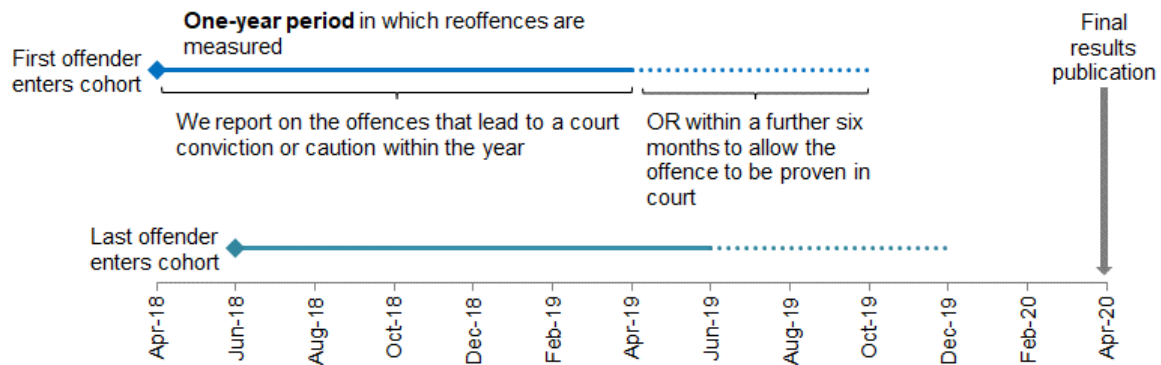 One-year period in which reoffences are
measured
First offender
enters cohort
Final
results
publication
We report on the offences that lead to a court
conviction or caution within the year
OR within a further six
months to allow the
offence to be proven in
court
Last offender
enters cohort
Apr-18
Jun-18
Aug-18
Oct-18
Dec-18
Feb-19
Apr-19
Jun-19
Aug-19
Oct-19
Dec-19
Feb-20
Apr-20